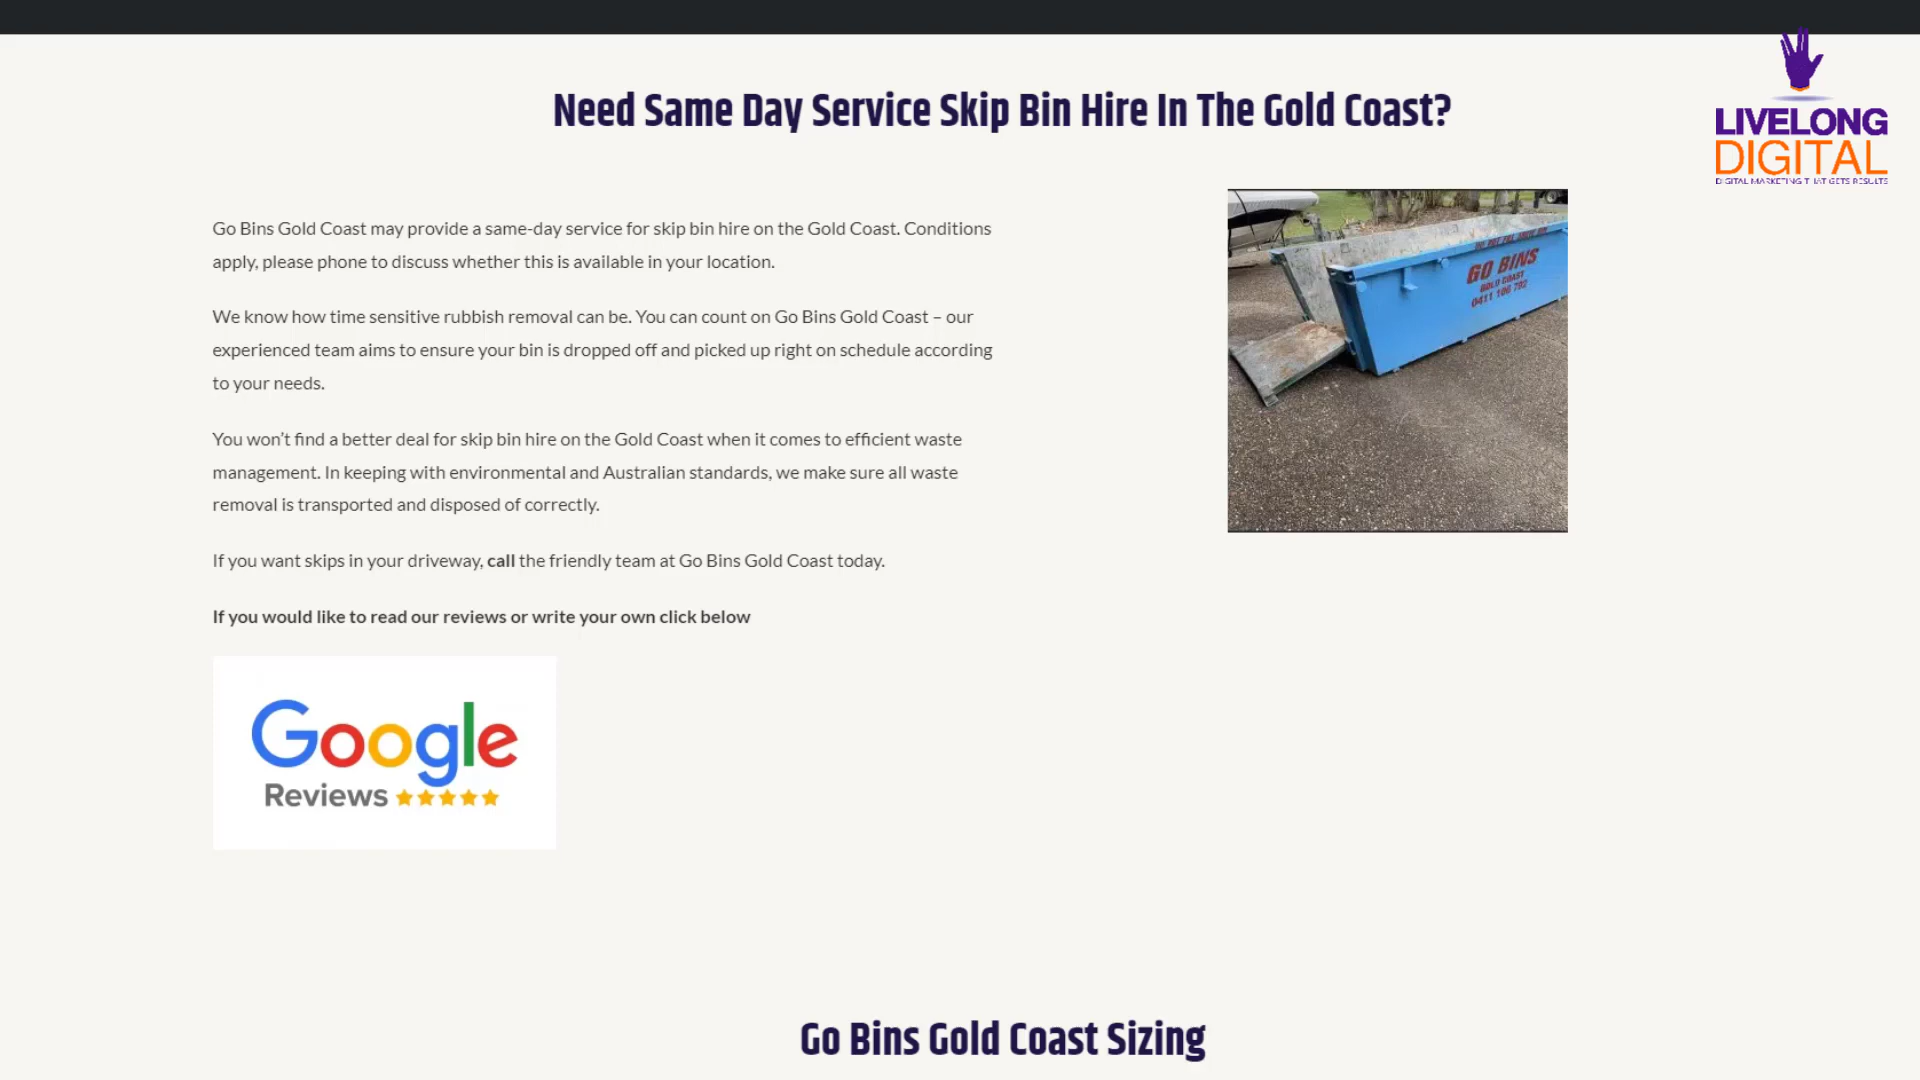 Need Same Day Service Skip Bin Hire In The Gold Coast?
LIVELONG
DIGITAL
DIGITAL MARKETING THAT GETS RESULTS
Go Bins Gold Coast may provide a same-day service for skip bin hire on the Gold Coast. Conditions
apply, please phone to discuss whether this is available in your location.
We know how time sensitive rubbish removal can be. You can count on Go Bins Gold Coast – our
experienced team aims to ensure your bin is dropped off and picked up right on schedule according
to your needs.
You won’t find a better deal for skip bin hire on the Gold Coast when it comes to efficient waste
management. In keeping with environmental and Australian standards, we make sure all waste
removal is transported and disposed of correctly.
If you want skips in your driveway, call the friendly team at Go Bins Gold Coast today.
If you would like to read our reviews or write your own click below
GO BINS
GOLD COAST
Google
Reviews
Go Bins Gold Coast Sizing